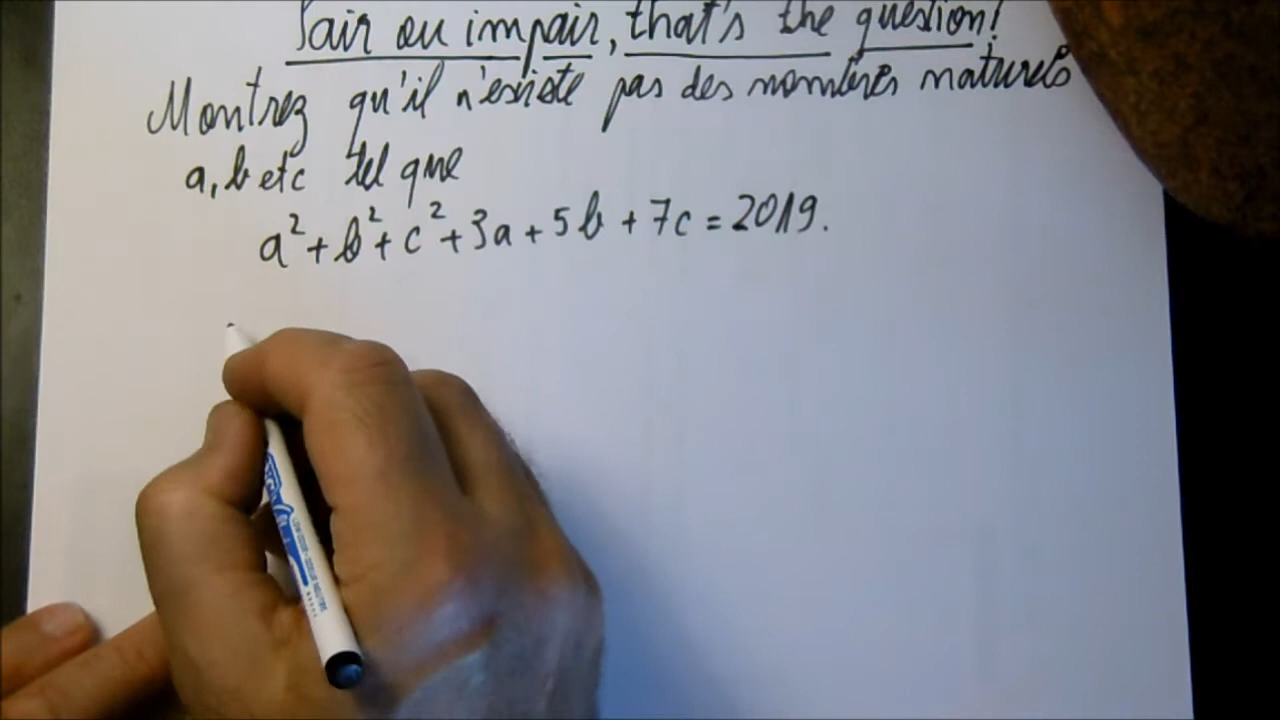 Pair ou impair, that's the question!
Montrez qu'il n'existe pas des nombres naturels
a, b et c tel que
a² + b² + c² + 3a + 5b + 7c = 2019.